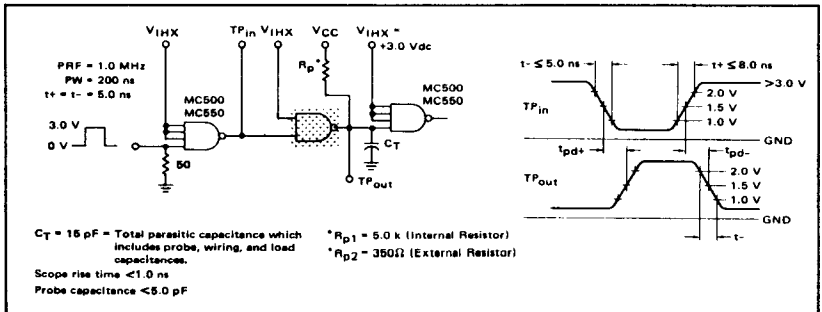 VIHX
TPin VIHX
VCC
VIHX =
+3.0 Vdc
PRF = 1.0 MHz
PW = 200 ns
t+ = t- = 5.0 ns
Rp*
MC500
MC550
MC500
MC550
3.0 V
0 V
50
CT
TPout
CT = 15 pF = Total parasitic capacitance which
includes probe, wiring, and load
capacitances.
Scope rise time <1.0 ns
Probe capacitance <5.0 pF
*Rp1 = 5.0 k (Internal Resistor)
*Rp2 = 350Ω (External Resistor)
t- ≤ 5.0 ns
t+ ≤ 8.0 ns
>3.0 V
TPin
2.0 V
1.5 V
1.0 V
GND
tpd+
tpd-
TPout
2.0 V
1.5 V
1.0 V
GND
t-